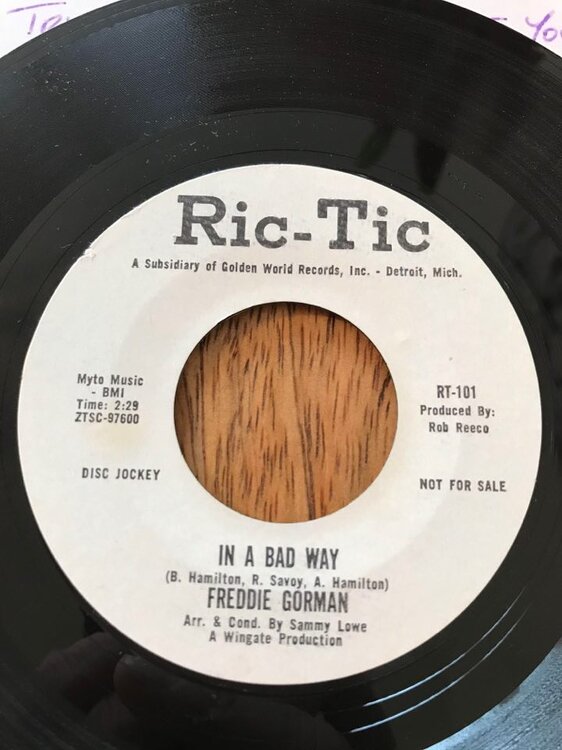 Ric-Tic
A Subsidiary of Golden World Records, Inc. - Detroit, Mich.
Myto Music
- BMI
Time: 2:29
ZTSC-97600
RT-101
Produced By:
Rob Reeco
DISC JOCKEY
NOT FOR SALE
IN A BAD WAY
(B. Hamilton, R. Savoy, A. Hamilton)
FREDDIE GORMAN
Arr. & Cond. By Sammy Lowe
A Wingate Production